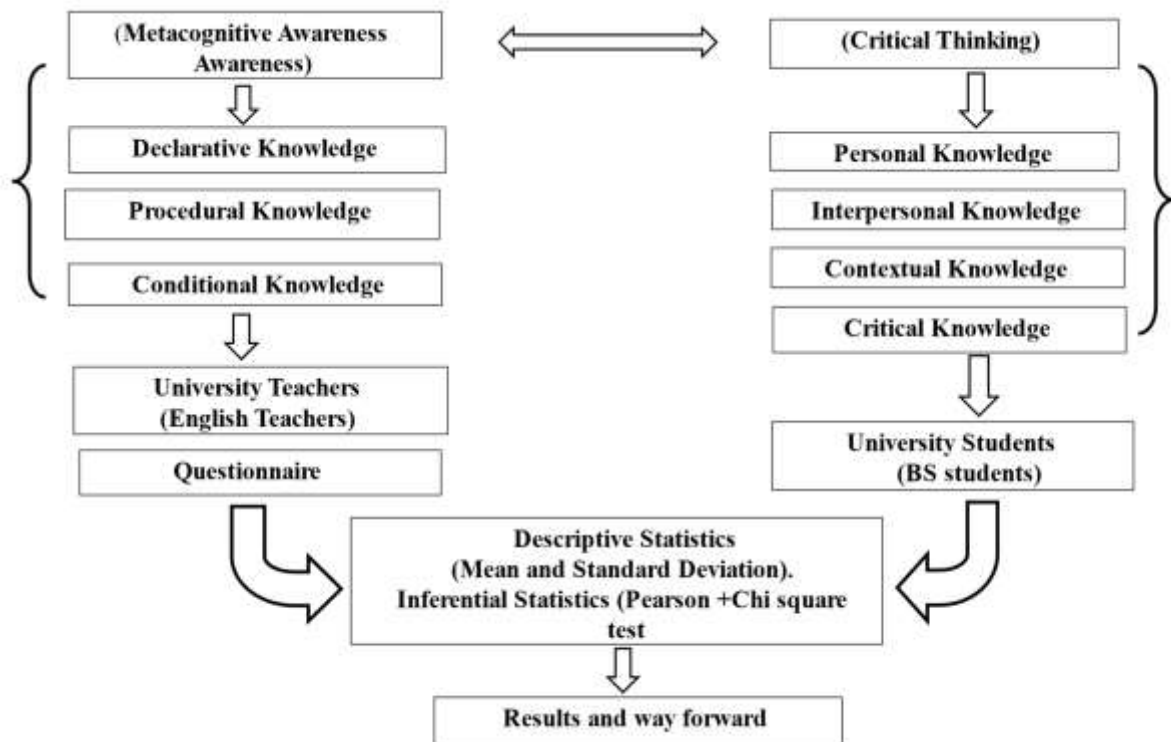 (Metacognitive Awareness
Awareness)
Declarative Knowledge
Procedural Knowledge
Conditional Knowledge
University Teachers
(English Teachers)
Questionnaire
(Critical Thinking)
Personal Knowledge
Interpersonal Knowledge
Contextual Knowledge
Critical Knowledge
University Students
(BS students)
Descriptive Statistics
(Mean and Standard Deviation).
Inferential Statistics (Pearson +Chi square
test
Results and way forward